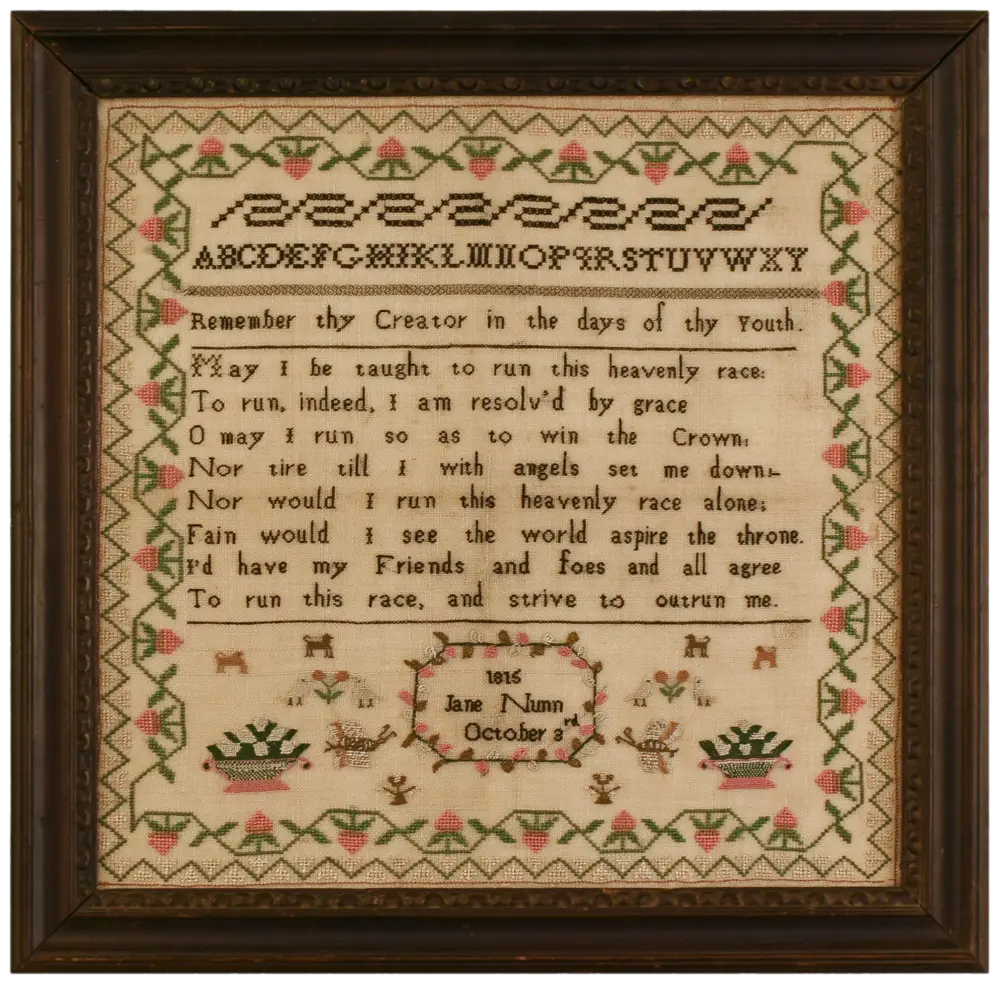 ABCDEFGHIKLMNOPQRSTUVWXY
Remember thy Creator in the days of thy Youth.
May I be taught to run this heavenly race:
To run, indeed, I am resolv'd by grace
O may I run so as to win the Crown;
Nor tire till I with angels set me down;
Nor would I run this heavenly race alone;
Fain would I see the world aspire the throne.
I'd have my Friends and foes and all agree
To run this race, and strive to outrun me.
1815
Jane Nunn
October 3rd